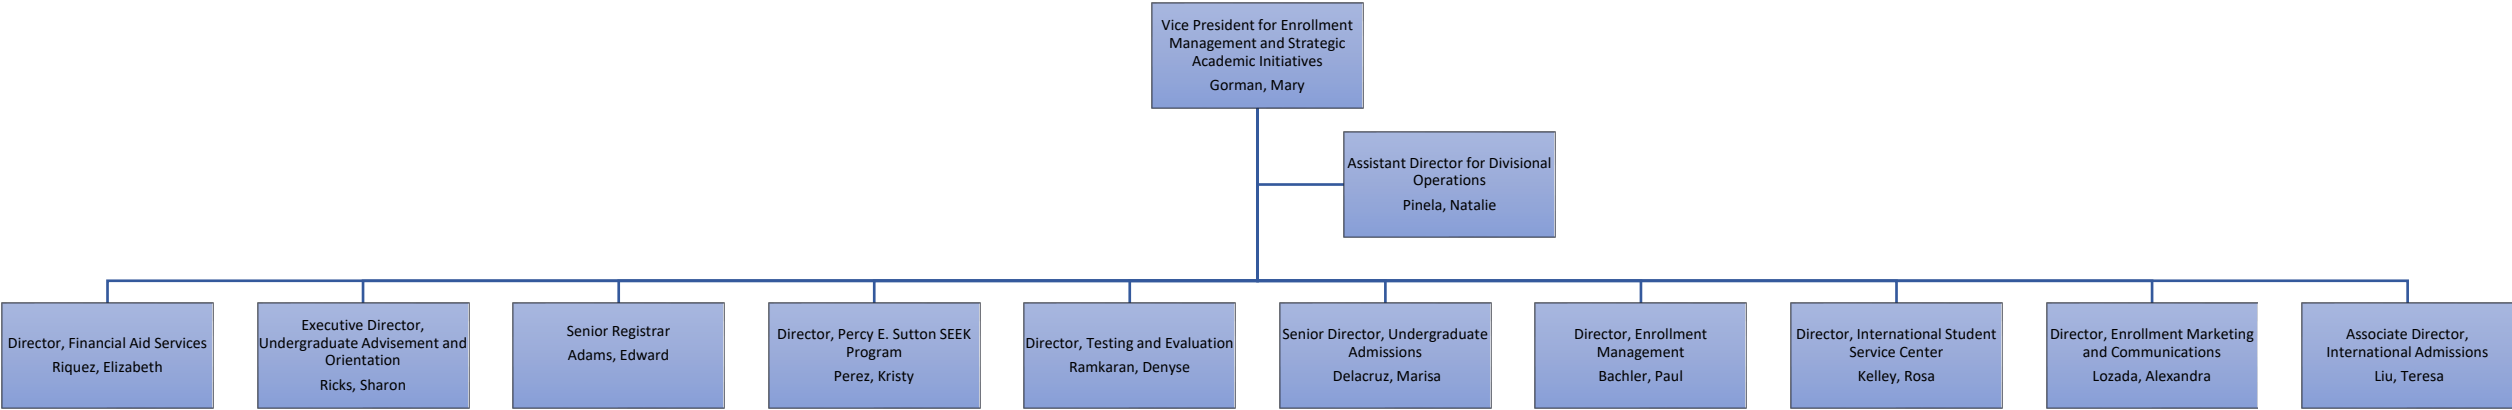 Vice President for Enrollment
Management and Strategic
Academic Initiatives
Gorman, Mary
Assistant Director for Divisional
Operations
Pinela, Natalie
Director, Financial Aid Services
Riquez, Elizabeth
Executive Director,
Undergraduate Advisement and
Orientation
Ricks, Sharon
Senior Registrar
Adams, Edward
Director, Percy E. Sutton SEEK
Program
Perez, Kristy
Director, Testing and Evaluation
Ramkaran, Denyse
Senior Director, Undergraduate
Admissions
Delacruz, Marisa
Director, Enrollment
Management
Bachler, Paul
Director, International Student
Service Center
Kelley, Rosa
Director, Enrollment Marketing
and Communications
Lozada, Alexandra
Associate Director,
International Admissions
Liu, Teresa